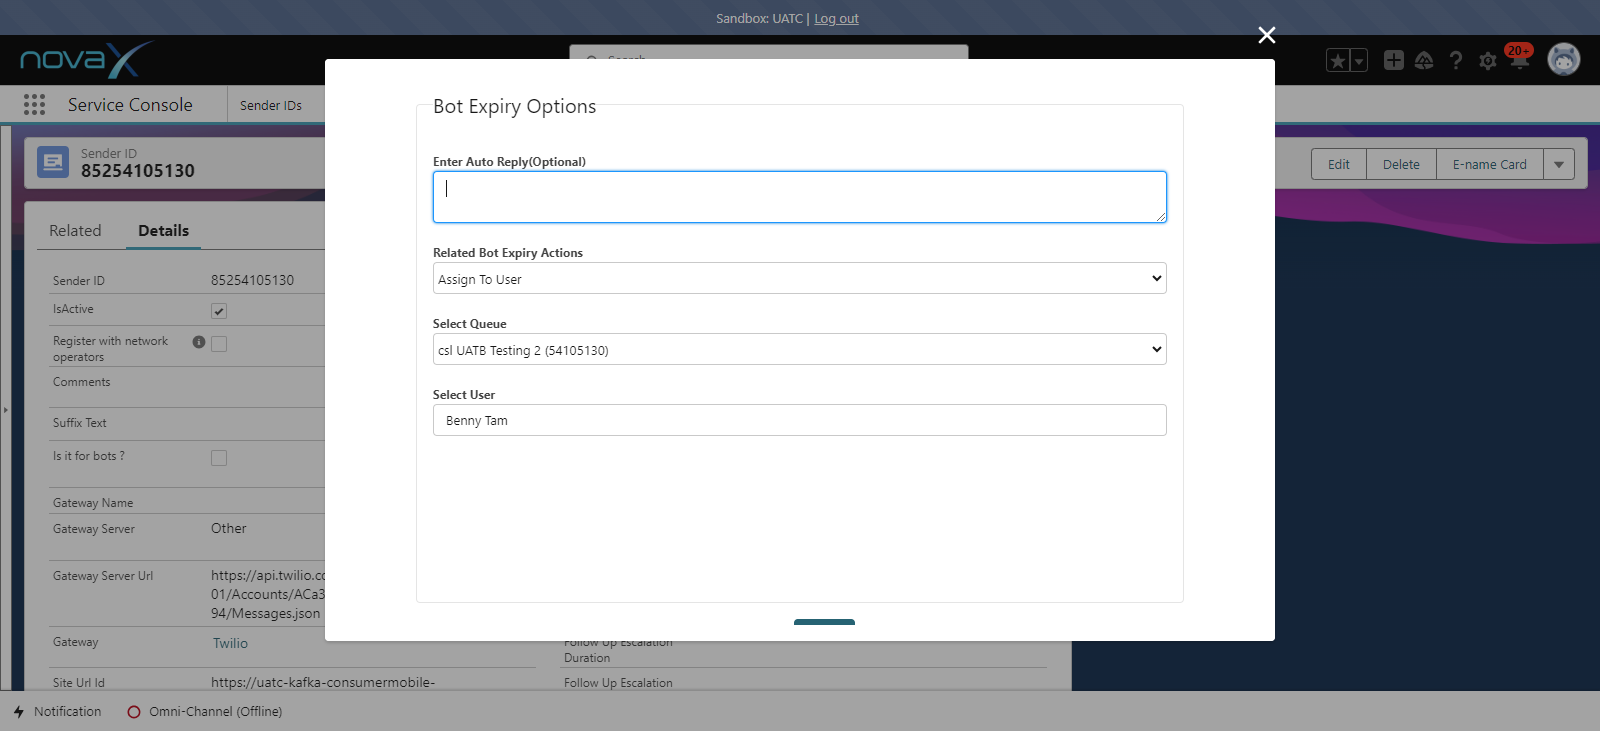 Sandbox: UATC | Log out
novaX
Search
20+
Service Console
Sender IDs
Sender ID
85254105130
Edit
Delete
E-name Card
Related
Details
Sender ID
85254105130
IsActive
Register with network
operators
Comments
Suffix Text
Is it for bots ?
Gateway Name
Gateway Server
Other
Gateway Server Url
https://api.twilio.co
01/Accounts/ACa3
94/Messages.json
Gateway
Twilio
Site Url Id
https://uatc-kafka-consumermobile-
Bot Expiry Options
Enter Auto Reply(Optional)
Related Bot Expiry Actions
Assign To User
Select Queue
csl UATB Testing 2 (54105130)
Select User
Benny Tam
Follow Up Escalation
Duration
Follow Up Escalation
Notification
Omni-Channel (Offline)